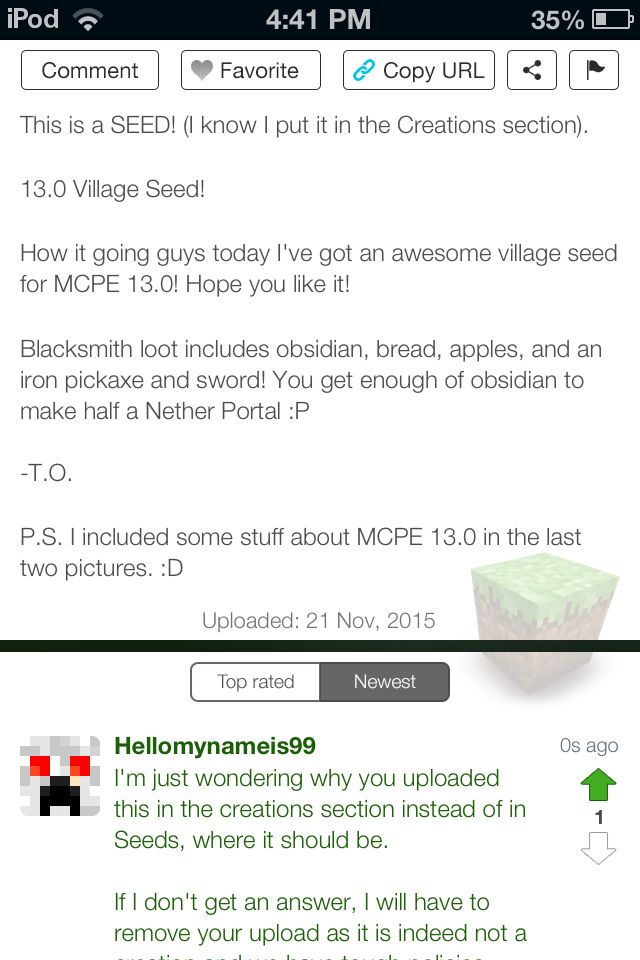 iPod 4:41 PM 35%
Comment Favorite Copy URL
This is a SEED! (I know I put it in the Creations section).
13.0 Village Seed!
How it going guys today I've got an awesome village seed
for MCPE 13.0! Hope you like it!
Blacksmith loot includes obsidian, bread, apples, and an
iron pickaxe and sword! You get enough of obsidian to
make half a Nether Portal :P
-T.O.
P.S. I included some stuff about MCPE 13.0 in the last
two pictures. :D
Uploaded: 21 Nov, 2015
Top rated Newest
Hellomynameis99 0s ago
I'm just wondering why you uploaded
this in the creations section instead of in
Seeds, where it should be.
1
If I don't get an answer, I will have to
remove your upload as it is indeed not a
creation and we have tough policies